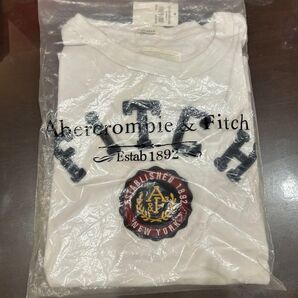 FITCH
Abercrombie & Fitch
Estab 1892
ESTABLISHED 1892
A&F
NEW YORK